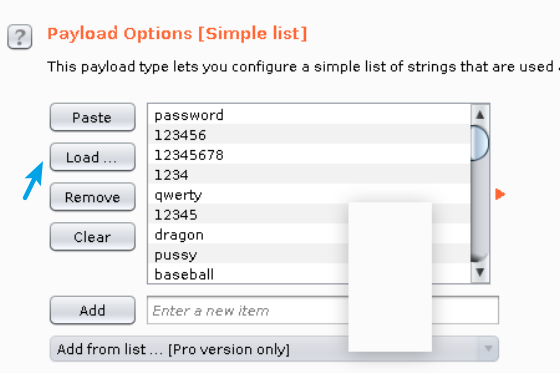 ?
Payload Options [Simple list]
This payload type lets you configure a simple list of strings that are used
Paste
password
123456
Load ...
12345678
1234
Remove
qwerty
12345
Clear
dragon
pussy
baseball
Add
Enter a new item
Add from list ... [Pro version only]